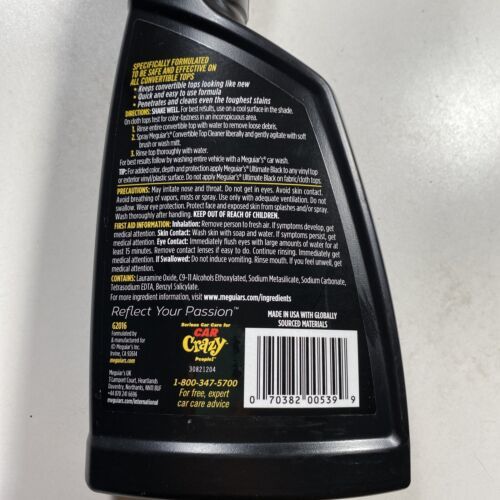 SPECIFICALLY FORMULATED
TO BE SAFE AND EFFECTIVE ON
ALL CONVERTIBLE TOPS
• Keeps convertible tops looking like new
• Quick and easy to use formula
• Penetrates and cleans even the toughest stains
DIRECTIONS: SHAKE WELL. For best results, use on a cool surface in the shade.
On cloth tops test for color-fastness in an inconspicuous area.
1. Rinse entire convertible top with water to remove loose debris.
2. Spray Meguiar's® Convertible Top Cleaner liberally and gently agitate with soft
brush or wash mitt.
3. Rinse top thoroughly with water.
For best results follow by washing entire vehicle with a Meguiar's® car wash.
TIP: For added color, depth and protection apply Meguiar's® Ultimate Black to any vinyl top
or exterior vinyl/plastic surface. Do not apply Meguiar's® Ultimate Black on fabric/cloth tops.
PRECAUTIONS: May irritate nose and throat. Do not get in eyes. Avoid skin contact.
Avoid breathing of vapors, mists or spray. Use only with adequate ventilation. Do not
swallow. Wear eye protection. Protect face and exposed skin from splashes and/or spray.
Wash thoroughly after handling. KEEP OUT OF REACH OF CHILDREN.
FIRST AID INFORMATION: Inhalation: Remove person to fresh air. If symptoms develop, get
medical attention. Skin Contact: Wash skin with soap and water. If symptoms persist, get
medical attention. Eye Contact: Immediately flush eyes with large amounts of water for at
least 15 minutes. Remove contact lenses if easy to do. Continue rinsing. Immediately get
medical attention. If Swallowed: Do not induce vomiting. Rinse mouth. If you feel unwell, get
medical attention.
CONTAINS: Lauramine Oxide, C9-11 Alcohols Ethoxylated, Sodium Metasilicate, Sodium Carbonate,
Tetrasodium EDTA, Benzyl Salicylate.
For more ingredient information, visit www.meguiars.com/ingredients
Reflect Your Passion™
G2016
Formulated by
& manufactured for
©© Meguiar's Inc.
Irvine, CA 92614
Meguiar's UK
1 Lamport Court, Heartlands
Daventry, Northants, NN11 8UF
+44 870 241 6696
meguiars.com/international
Serious Car Care for
CAR
Crazy
People!™
30821204
1-800-347-5700
For free, expert
car care advice
MADE IN USA WITH GLOBALLY
SOURCED MATERIALS
0 70382 00539 9